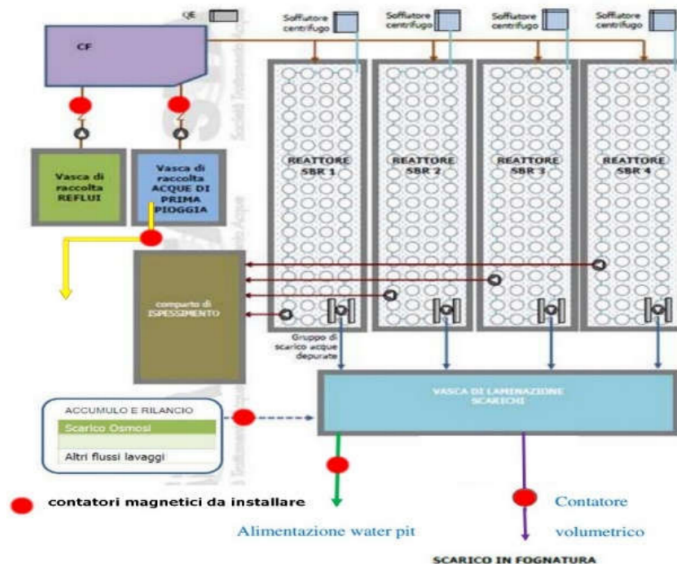 QE
Soffiatore
centrifugo
Soffiatore
centrifugo
Soffiatore
centrifugo
Soffiatore
centrifugo
CF
Vasca di
raccolta
REFLUI
Vasca di
raccolta
ACQUE DI
PRIMA
PIOGGIA
REATTORE
SBR 1
REATTORE
SBR 2
REATTORE
SBR 3
REATTORE
SBR 4
comparto di
ISPESSIMENTO
Gruppo di
scarico acque
depurate
VASCA DI LAMINAZIONE
SCARICHI
ACCUMULO E RILANCIO
Scarico Osmosi
Altri flussi lavaggi
contatori magnetici da installare
Alimentazione water pit
Contatore
volumetrico
SCARICO IN FOGNATURA